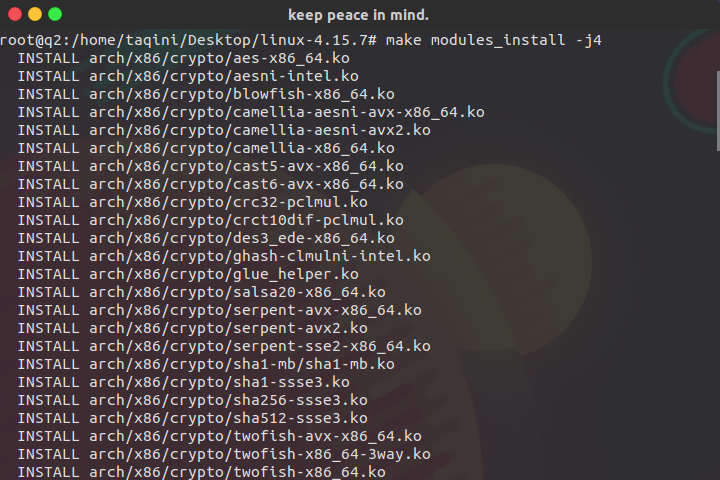 keep peace in mind.
root@q2:/home/taqini/Desktop/linux-4.15.7# make modules_install -j4
  INSTALL arch/x86/crypto/aes-x86_64.ko
  INSTALL arch/x86/crypto/aesni-intel.ko
  INSTALL arch/x86/crypto/blowfish-x86_64.ko
  INSTALL arch/x86/crypto/camellia-aesni-avx-x86_64.ko
  INSTALL arch/x86/crypto/camellia-aesni-avx2.ko
  INSTALL arch/x86/crypto/camellia-x86_64.ko
  INSTALL arch/x86/crypto/cast5-avx-x86_64.ko
  INSTALL arch/x86/crypto/cast6-avx-x86_64.ko
  INSTALL arch/x86/crypto/crc32-pclmul.ko
  INSTALL arch/x86/crypto/crct10dif-pclmul.ko
  INSTALL arch/x86/crypto/des3_ede-x86_64.ko
  INSTALL arch/x86/crypto/ghash-clmulni-intel.ko
  INSTALL arch/x86/crypto/glue_helper.ko
  INSTALL arch/x86/crypto/salsa20-x86_64.ko
  INSTALL arch/x86/crypto/serpent-avx-x86_64.ko
  INSTALL arch/x86/crypto/serpent-avx2.ko
  INSTALL arch/x86/crypto/serpent-sse2-x86_64.ko
  INSTALL arch/x86/crypto/sha1-mb/sha1-mb.ko
  INSTALL arch/x86/crypto/sha1-ssse3.ko
  INSTALL arch/x86/crypto/sha256-ssse3.ko
  INSTALL arch/x86/crypto/sha512-ssse3.ko
  INSTALL arch/x86/crypto/twofish-avx-x86_64.ko
  INSTALL arch/x86/crypto/twofish-x86_64-3way.ko
  INSTALL arch/x86/crypto/twofish-x86_64.ko